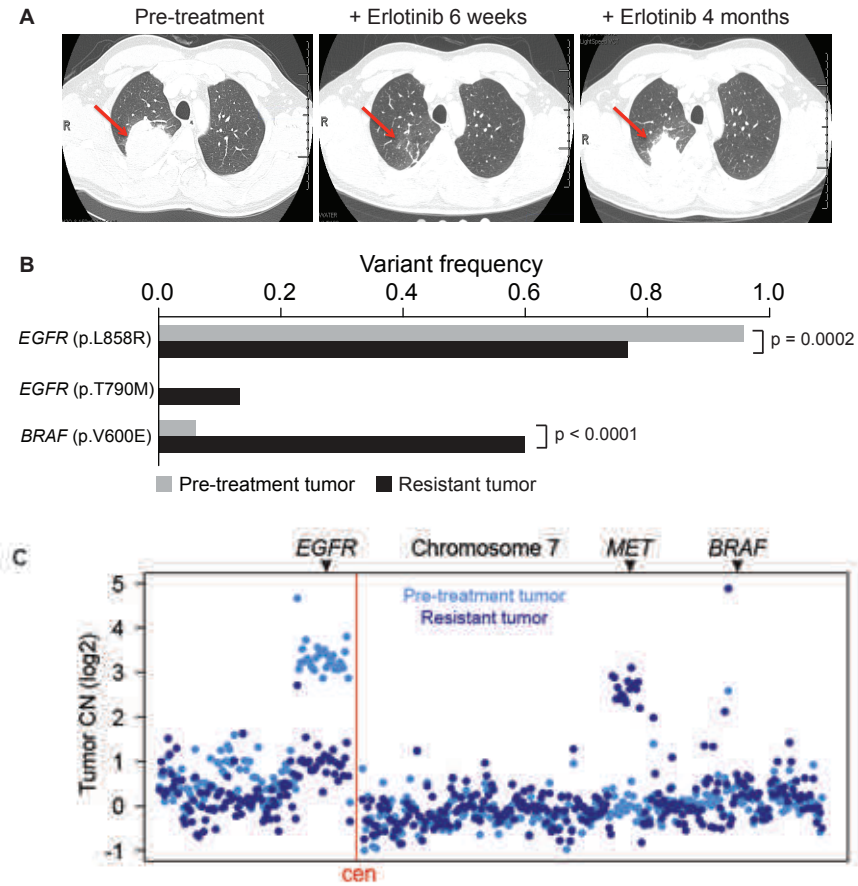 A
Pre-treatment
+ Erlotinib 6 weeks
+ Erlotinib 4 months
R
R
WATER
LightSpeed
R
B
Variant frequency
0.0 0.2 0.4 0.6 0.8 1.0
EGFR (p.L858R)
p = 0.0002
EGFR (p.T790M)
BRAF (p.V600E)
p < 0.0001
Pre-treatment tumor
Resistant tumor
C
EGFR Chromosome 7 MET BRAF
Pre-treatment tumor
Resistant tumor
Tumor CN (log2)
5
4
3
2
1
0
-1
cen